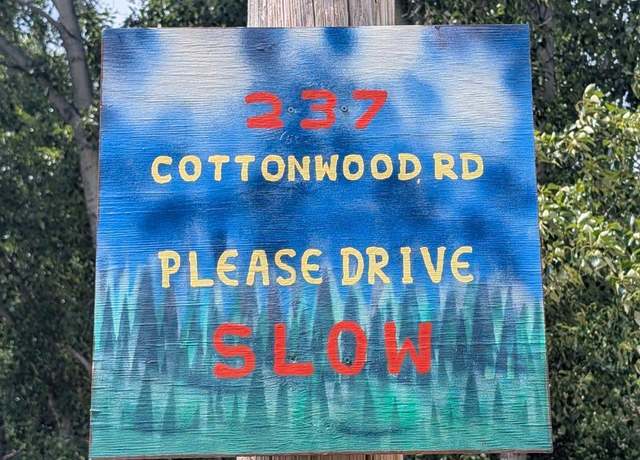 237
COTTONWOOD RD
PLEASE DRIVE
SLOW